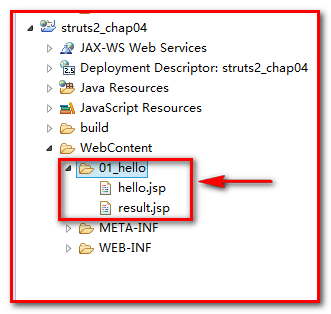 struts2_chap04
JAX-WS Web Services
Deployment Descriptor: struts2_chap04
Java Resources
JavaScript Resources
build
WebContent
01_hello
hello.jsp
result.jsp
META-INF
WEB-INF